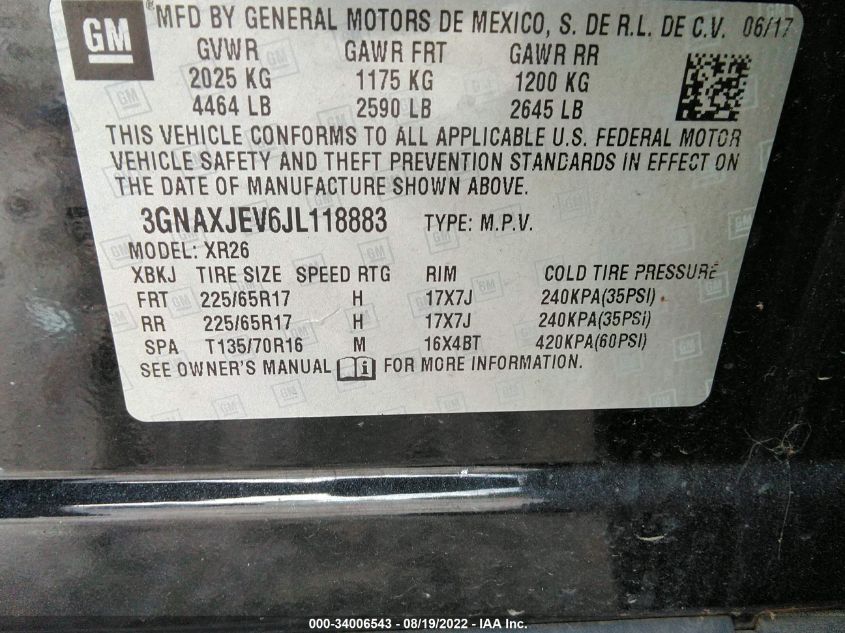 GM ® MFD BY GENERAL MOTORS DE MEXICO, S. DE R.L. DE C.V. 06/17
GVWR GAWR FRT GAWR RR
2025 KG 1175 KG 1200 KG
4464 LB 2590 LB 2645 LB
THIS VEHICLE CONFORMS TO ALL APPLICABLE U.S. FEDERAL MOTOR
VEHICLE SAFETY AND THEFT PREVENTION STANDARDS IN EFFECT ON
THE DATE OF MANUFACTURE SHOWN ABOVE.
3GNAXJEV6JL118883 TYPE: M.P.V.
MODEL: XR26
XBKJ TIRE SIZE SPEED RTG RIM COLD TIRE PRESSURE
FRT 225/65R17 H 17X7J 240KPA(35PSI)
RR 225/65R17 H 17X7J 240KPA(35PSI)
SPA T135/70R16 M 16X4BT 420KPA(60PSI)
SEE OWNER'S MANUAL i FOR MORE INFORMATION.
000-34006543 - 08/19/2022 - IAA Inc.